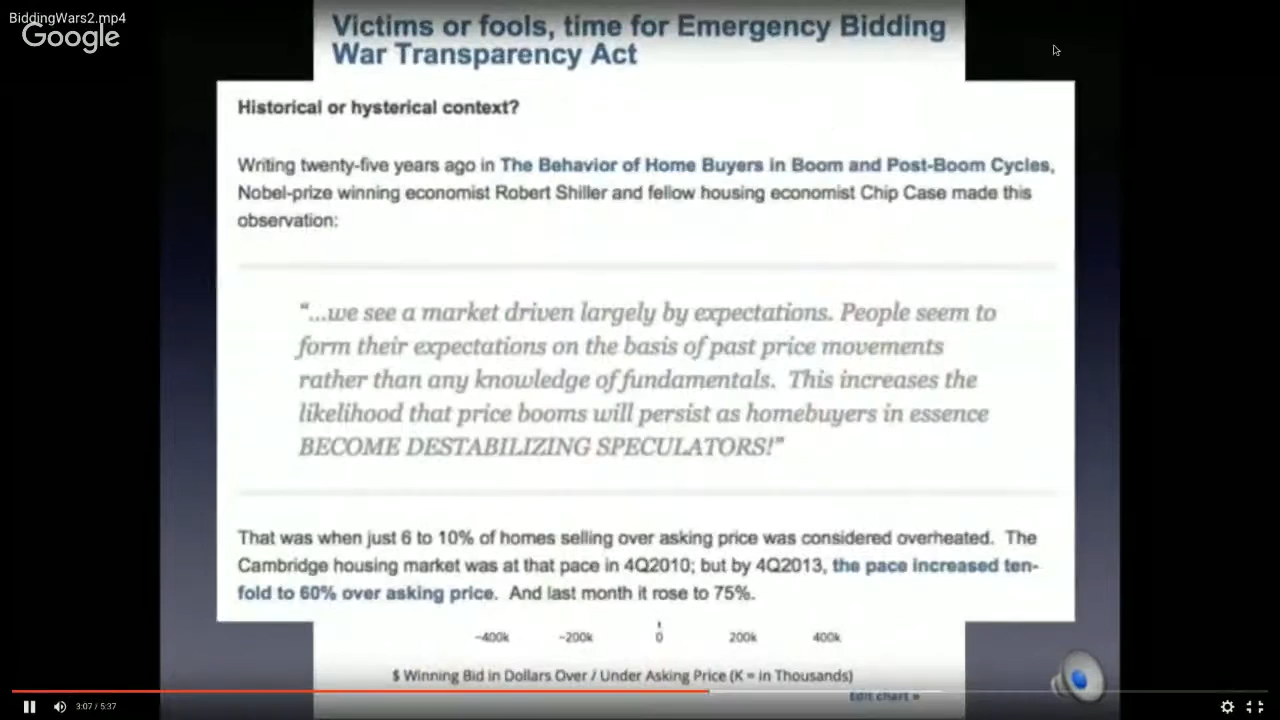 BiddingWars2.mp4
Google
Victims or fools, time for Emergency Bidding
War Transparency Act
Historical or hysterical context?
Writing twenty-five years ago in The Behavior of Home Buyers in Boom and Post-Boom Cycles,
Nobel-prize winning economist Robert Shiller and fellow housing economist Chip Case made this
observation:
“...we see a market driven largely by expectations. People seem to
form their expectations on the basis of past price movements
rather than any knowledge of fundamentals. This increases the
likelihood that price booms will persist as homebuyers in essence
BECOME DESTABILIZING SPECULATORS!”
That was when just 6 to 10% of homes selling over asking price was considered overheated. The
Cambridge housing market was at that pace in 4Q2010; but by 4Q2013, the pace increased ten-
fold to 60% over asking price. And last month it rose to 75%.
-400k -200k 0 200k 400k
$ Winning Bid in Dollars Over / Under Asking Price (K = in Thousands)
Edit chart »
3:07 / 5:37